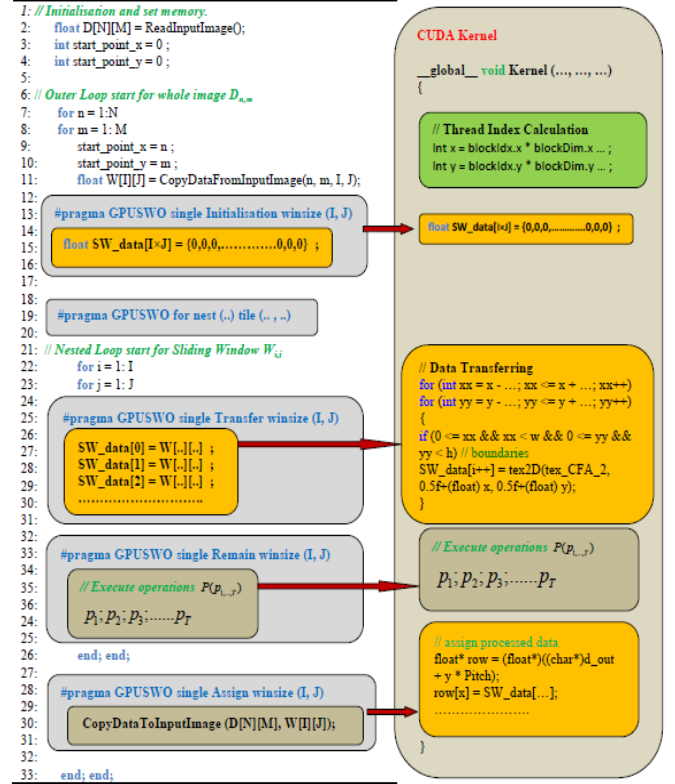 1: // Initialisation and set memory.
2: float D[N][M] = ReadInputImage();
3: int start_point_x = 0 ;
4: int start_point_y = 0 ;
5:
6: // Outer Loop start for whole image Dn,m
7: for n = 1:N
8: for m = 1: M
9: start_point_x = n ;
10: start_point_y = m ;
11: float W[I][J] = CopyDataFromInputImage(n, m, I, J);
12:
13: #pragma GPUSWO single Initialisation winsize (I, J)
14:
15: float SW_data[I×J] = {0,0,0,.............0,0,0} ;
16:
17:
18:
19: #pragma GPUSWO for nest (..) tile (.. , ..)
20:
21: // Nested Loop start for Sliding Window Wi,j
22: for i = 1: I
23: for j = 1: J
24:
25: #pragma GPUSWO single Transfer winsize (I, J)
26:
27: SW_data[0] = W[..][..] ;
28: SW_data[1] = W[..][..] ;
29: SW_data[2] = W[..][..] ;
30: ..............................
31:
32:
33: #pragma GPUSWO single Remain winsize (I, J)
34:
35: // Execute operations P(p1,...,T)
36:
24: p1; p2; p3;......pT
25:
26: end; end;
27:
28: #pragma GPUSWO single Assign winsize (I, J)
29:
30: CopyDataToInputImage (D[N][M], W[I][J]);
31:
32:
33: end; end;
CUDA Kernel
__global__ void Kernel (..., ..., ...)
{
// Thread Index Calculation
Int x = blockIdx.x * blockDim.x ... ;
Int y = blockIdx.y * blockDim.y ... ;
float SW_data[I×J] = {0,0,0,.............0,0,0} ;
// Data Transferring
for (int xx = x - ...; xx <= x + ...; xx++)
for (int yy = y - ...; yy <= y + ...; yy++)
{
if (0 <= xx && xx < w && 0 <= yy &&
yy < h) // boundaries
SW_data[i++] = tex2D(tex_CFA_2,
0.5f+(float) x, 0.5f+(float) y);
}
// Execute operations P(p1,...,T)
p1; p2; p3;......pT
// assign processed data
float* row = (float*)((char*)d_out
+ y * Pitch);
row[x] = SW_data[...];
........................
}